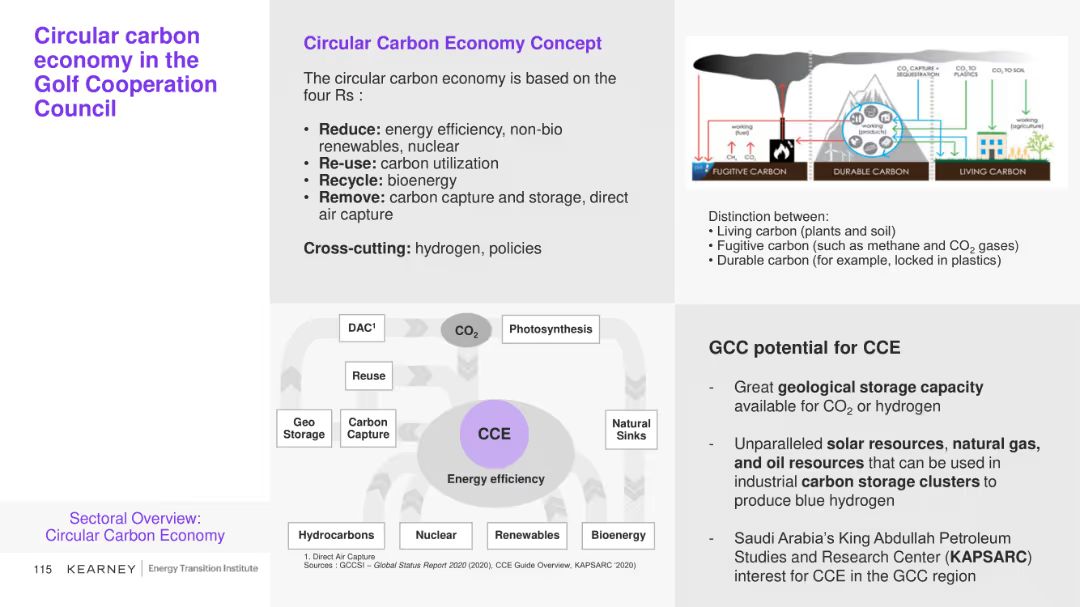 Circular carbon
economy in the
Golf Cooperation
Council
Circular Carbon Economy Concept
The circular carbon economy is based on the
four Rs :
• Reduce: energy efficiency, non-bio
renewables, nuclear
• Re-use: carbon utilization
• Recycle: bioenergy
• Remove: carbon capture and storage, direct
air capture
Cross-cutting: hydrogen, policies
CO₂ CAPTURE +
SEQUESTRATION
CO₂ TO
PLASTICS
CO₂ TO SOIL
working
(fuel)
working
(products)
working
(agriculture)
CH₄ CO₂
FUGITIVE CARBON
DURABLE CARBON
LIVING CARBON
Distinction between:
• Living carbon (plants and soil)
• Fugitive carbon (such as methane and CO₂ gases)
• Durable carbon (for example, locked in plastics)
DAC¹
CO₂
Photosynthesis
Reuse
Geo
Storage
Carbon
Capture
CCE
Natural
Sinks
Energy efficiency
Hydrocarbons
Nuclear
Renewables
Bioenergy
1. Direct Air Capture
Sources : GCCSI – Global Status Report 2020 (2020), CCE Guide Overview, KAPSARC '2020)
GCC potential for CCE
- Great geological storage capacity
available for CO₂ or hydrogen
- Unparalleled solar resources, natural gas,
and oil resources that can be used in
industrial carbon storage clusters to
produce blue hydrogen
- Saudi Arabia's King Abdullah Petroleum
Studies and Research Center (KAPSARC)
interest for CCE in the GCC region
Sectoral Overview:
Circular Carbon Economy
115 KEARNEY Energy Transition Institute